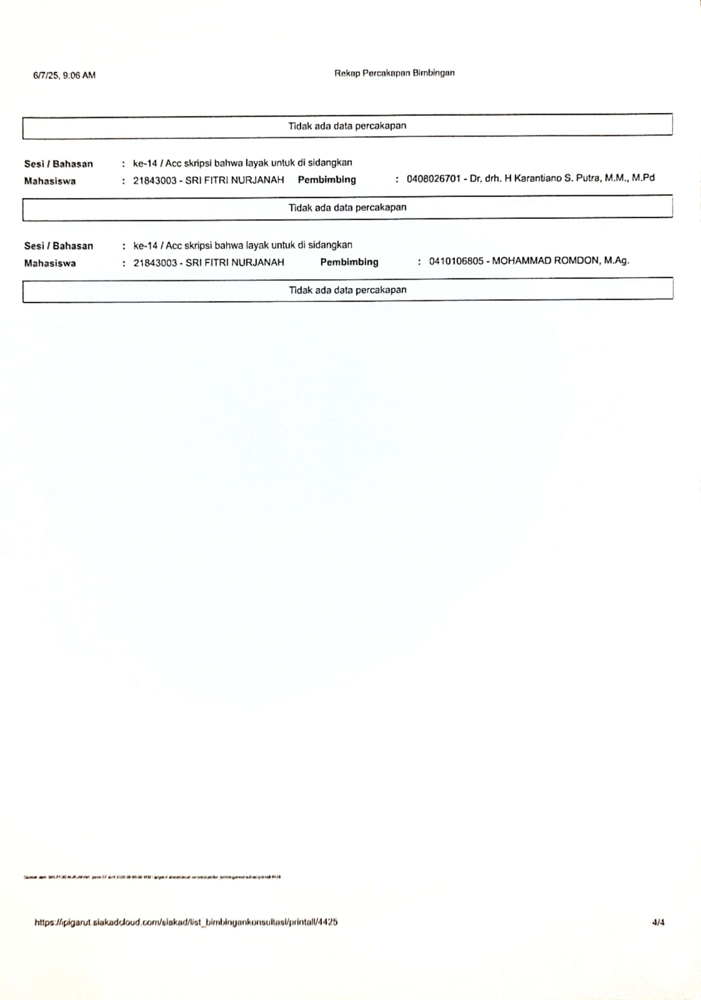 6/7/25, 9:06 AM
Rekap Percakapan Bimbingan
Tidak ada data percakapan
Sesi / Bahasan : ke-14 / Acc skripsi bahwa layak untuk di sidangkan
Mahasiswa : 21843003 - SRI FITRI NURJANAH Pembimbing : 0408026701 - Dr. drh. H Karantiano S. Putra, M.M., M.Pd
Tidak ada data percakapan
Sesi / Bahasan : ke-14 / Acc skripsi bahwa layak untuk di sidangkan
Mahasiswa : 21843003 - SRI FITRI NURJANAH Pembimbing : 0410106805 - MOHAMMAD ROMDON, M.Ag.
Tidak ada data percakapan
https://ipigarut.siakadcloud.com/siakad/list_bimbingankonsultasi/printall/4425
4/4